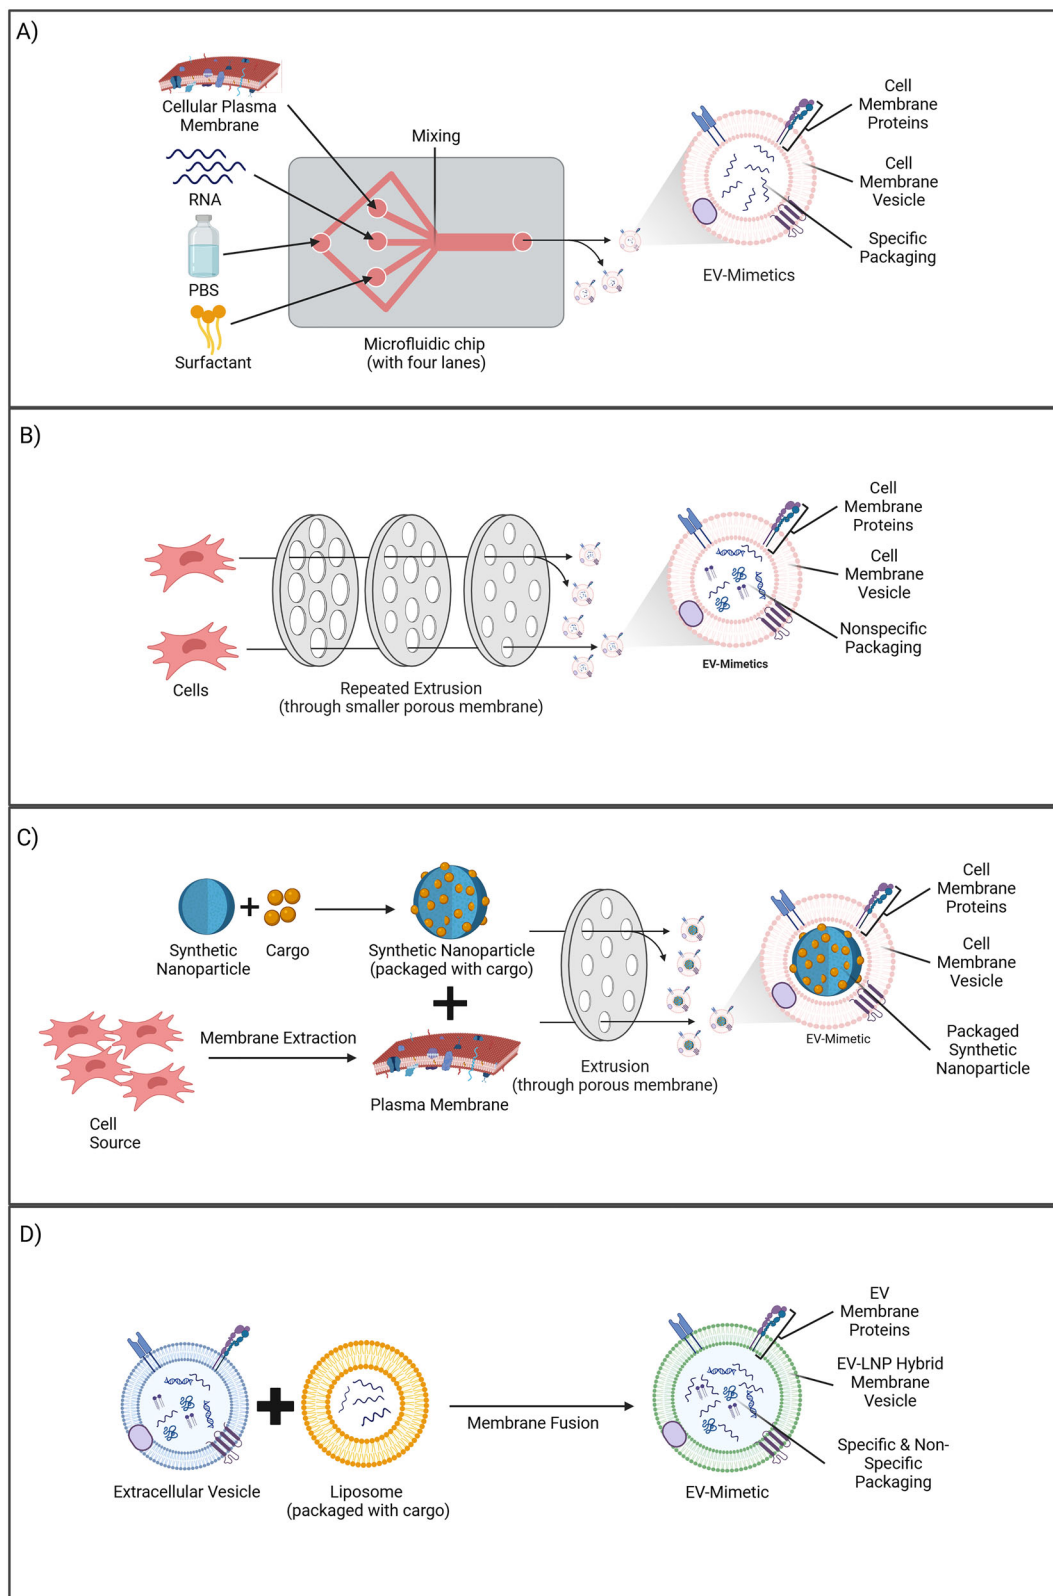 A)
Cellular Plasma
Membrane
RNA
PBS
Surfactant
Mixing
Microfluidic chip
(with four lanes)
EV-Mimetics
Cell
Membrane
Proteins
Cell
Membrane
Vesicle
Specific
Packaging
B)
Cells
Repeated Extrusion
(through smaller porous membrane)
EV-Mimetics
Cell
Membrane
Proteins
Cell
Membrane
Vesicle
Nonspecific
Packaging
C)
Synthetic
Nanoparticle
Cargo
Synthetic Nanoparticle
(packaged with cargo)
Cell
Source
Membrane Extraction
Plasma Membrane
Extrusion
(through porous membrane)
EV-Mimetic
Cell
Membrane
Proteins
Cell
Membrane
Vesicle
Packaged
Synthetic
Nanoparticle
D)
Extracellular Vesicle
Liposome
(packaged with cargo)
Membrane Fusion
EV-Mimetic
EV
Membrane
Proteins
EV-LNP Hybrid
Membrane
Vesicle
Specific & Non-
Specific
Packaging